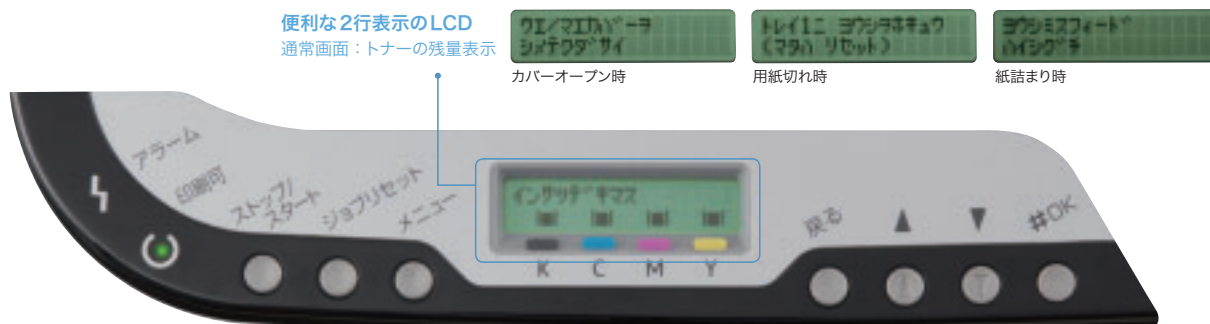 便利な2行表示のLCD
通常画面：トナーの残量表示
ウエ/マエカバーヲ
シメテクダサイ
カバーオープン時
トレイ1ニ ヨウシヲホキュウ
(マタハ リセット)
用紙切れ時
ヨウシミスフィード
ハイシグチ
紙詰まり時
アラーム
印刷可
ストップ/
スタート
ジョブリセット
メニュー
インサツデキマス
K C M Y
戻る
▲
▼
#OK